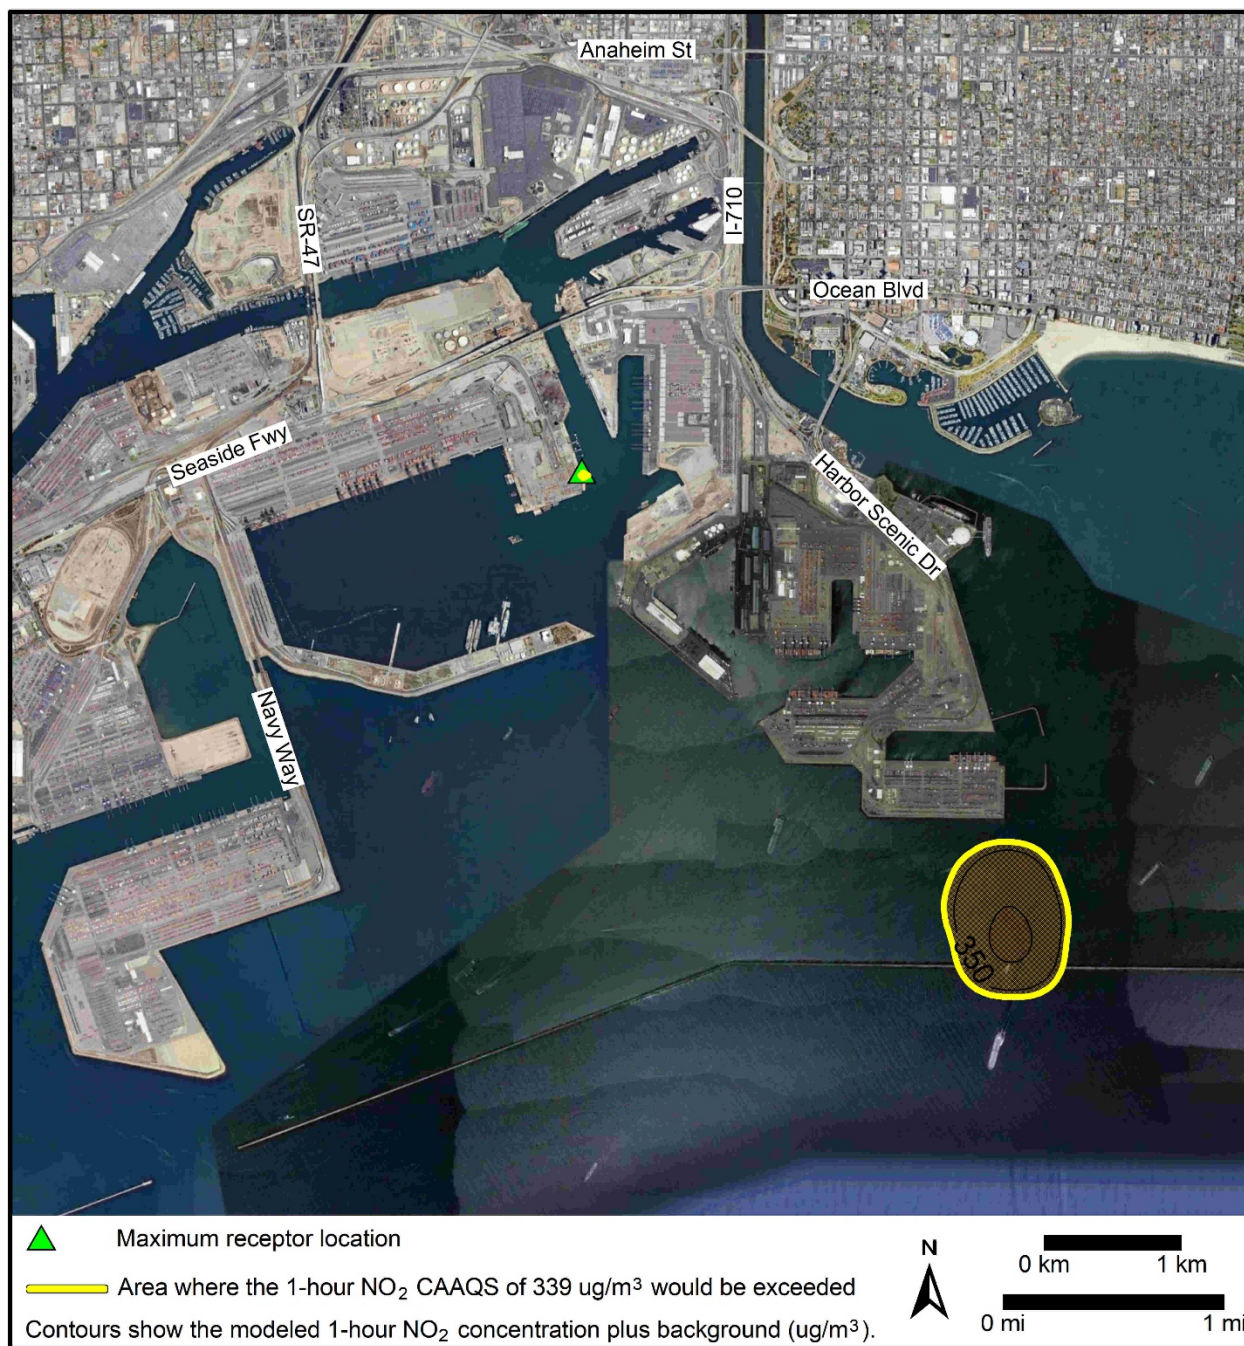 Anaheim St
SR-47
I-710
Ocean Blvd
Seaside Fwy
Harbor Scenic Dr
Navy Way
350
Maximum receptor location
Area where the 1-hour NO₂ CAAQS of 339 ug/m³ would be exceeded
Contours show the modeled 1-hour NO₂ concentration plus background (ug/m³).
N
0 km 1 km
0 mi 1 mi